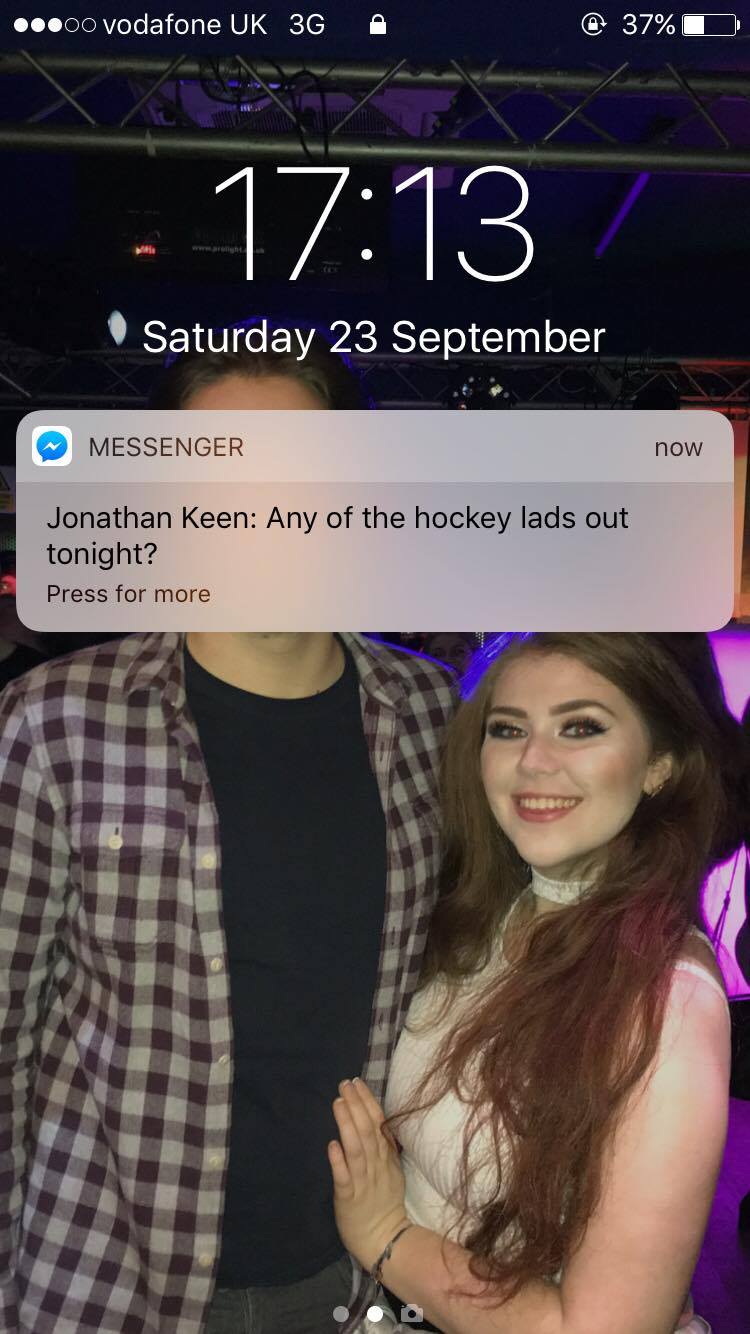 vodafone UK 3G 37%
17:13
Saturday 23 September
MESSENGER now
Jonathan Keen: Any of the hockey lads out
tonight?
Press for more